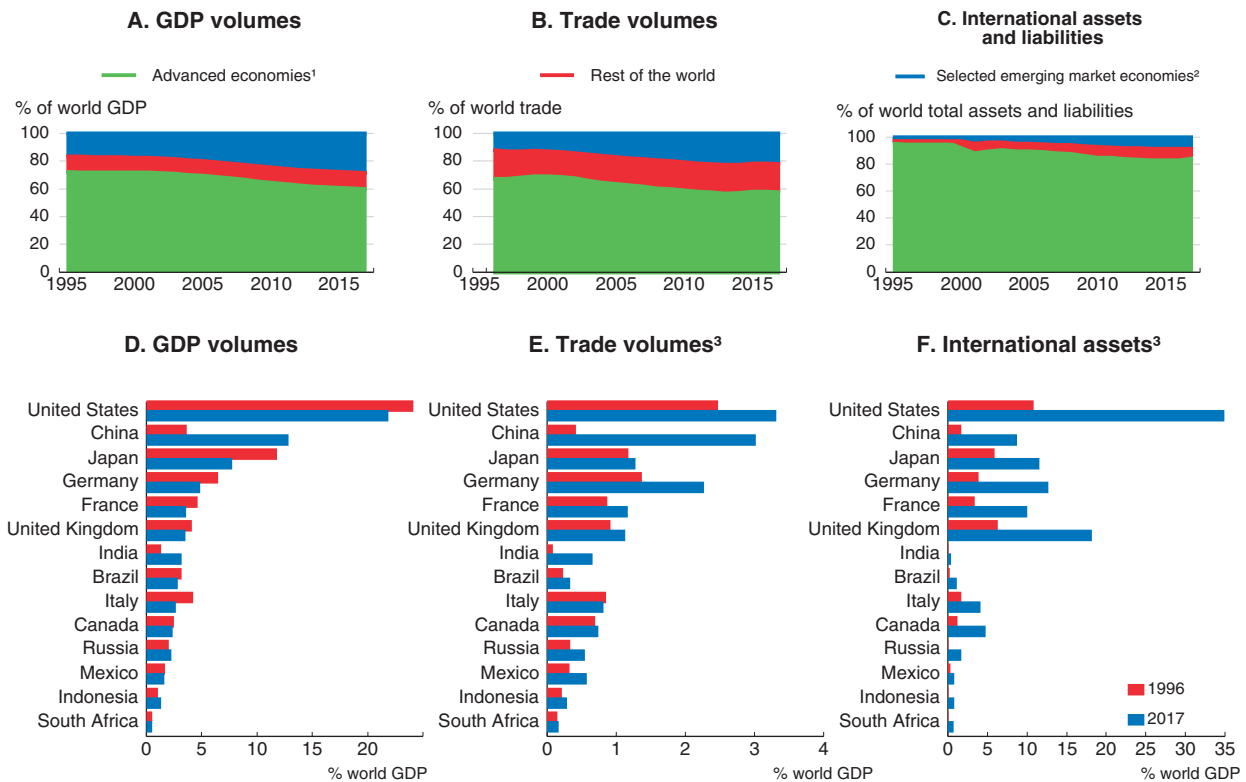 A. GDP volumes
B. Trade volumes
C. International assets
and liabilities
Advanced economies¹
Rest of the world
Selected emerging market economies²
% of world GDP
100
80
60
40
20
0
1995 2000 2005 2010 2015
% of world trade
100
80
60
40
20
0
1995 2000 2005 2010 2015
% of world total assets and liabilities
100
80
60
40
20
0
1995 2000 2005 2010 2015
D. GDP volumes
United States
China
Japan
Germany
France
United Kingdom
India
Brazil
Italy
Canada
Russia
Mexico
Indonesia
South Africa
0 5 10 15 20
% world GDP
E. Trade volumes³
United States
China
Japan
Germany
France
United Kingdom
India
Brazil
Italy
Canada
Russia
Mexico
Indonesia
South Africa
0 1 2 3 4
% world GDP
F. International assets³
United States
China
Japan
Germany
France
United Kingdom
India
Brazil
Italy
Canada
Russia
Mexico
Indonesia
South Africa
1996
2017
0 5 10 15 20 25 30 35
% world GDP